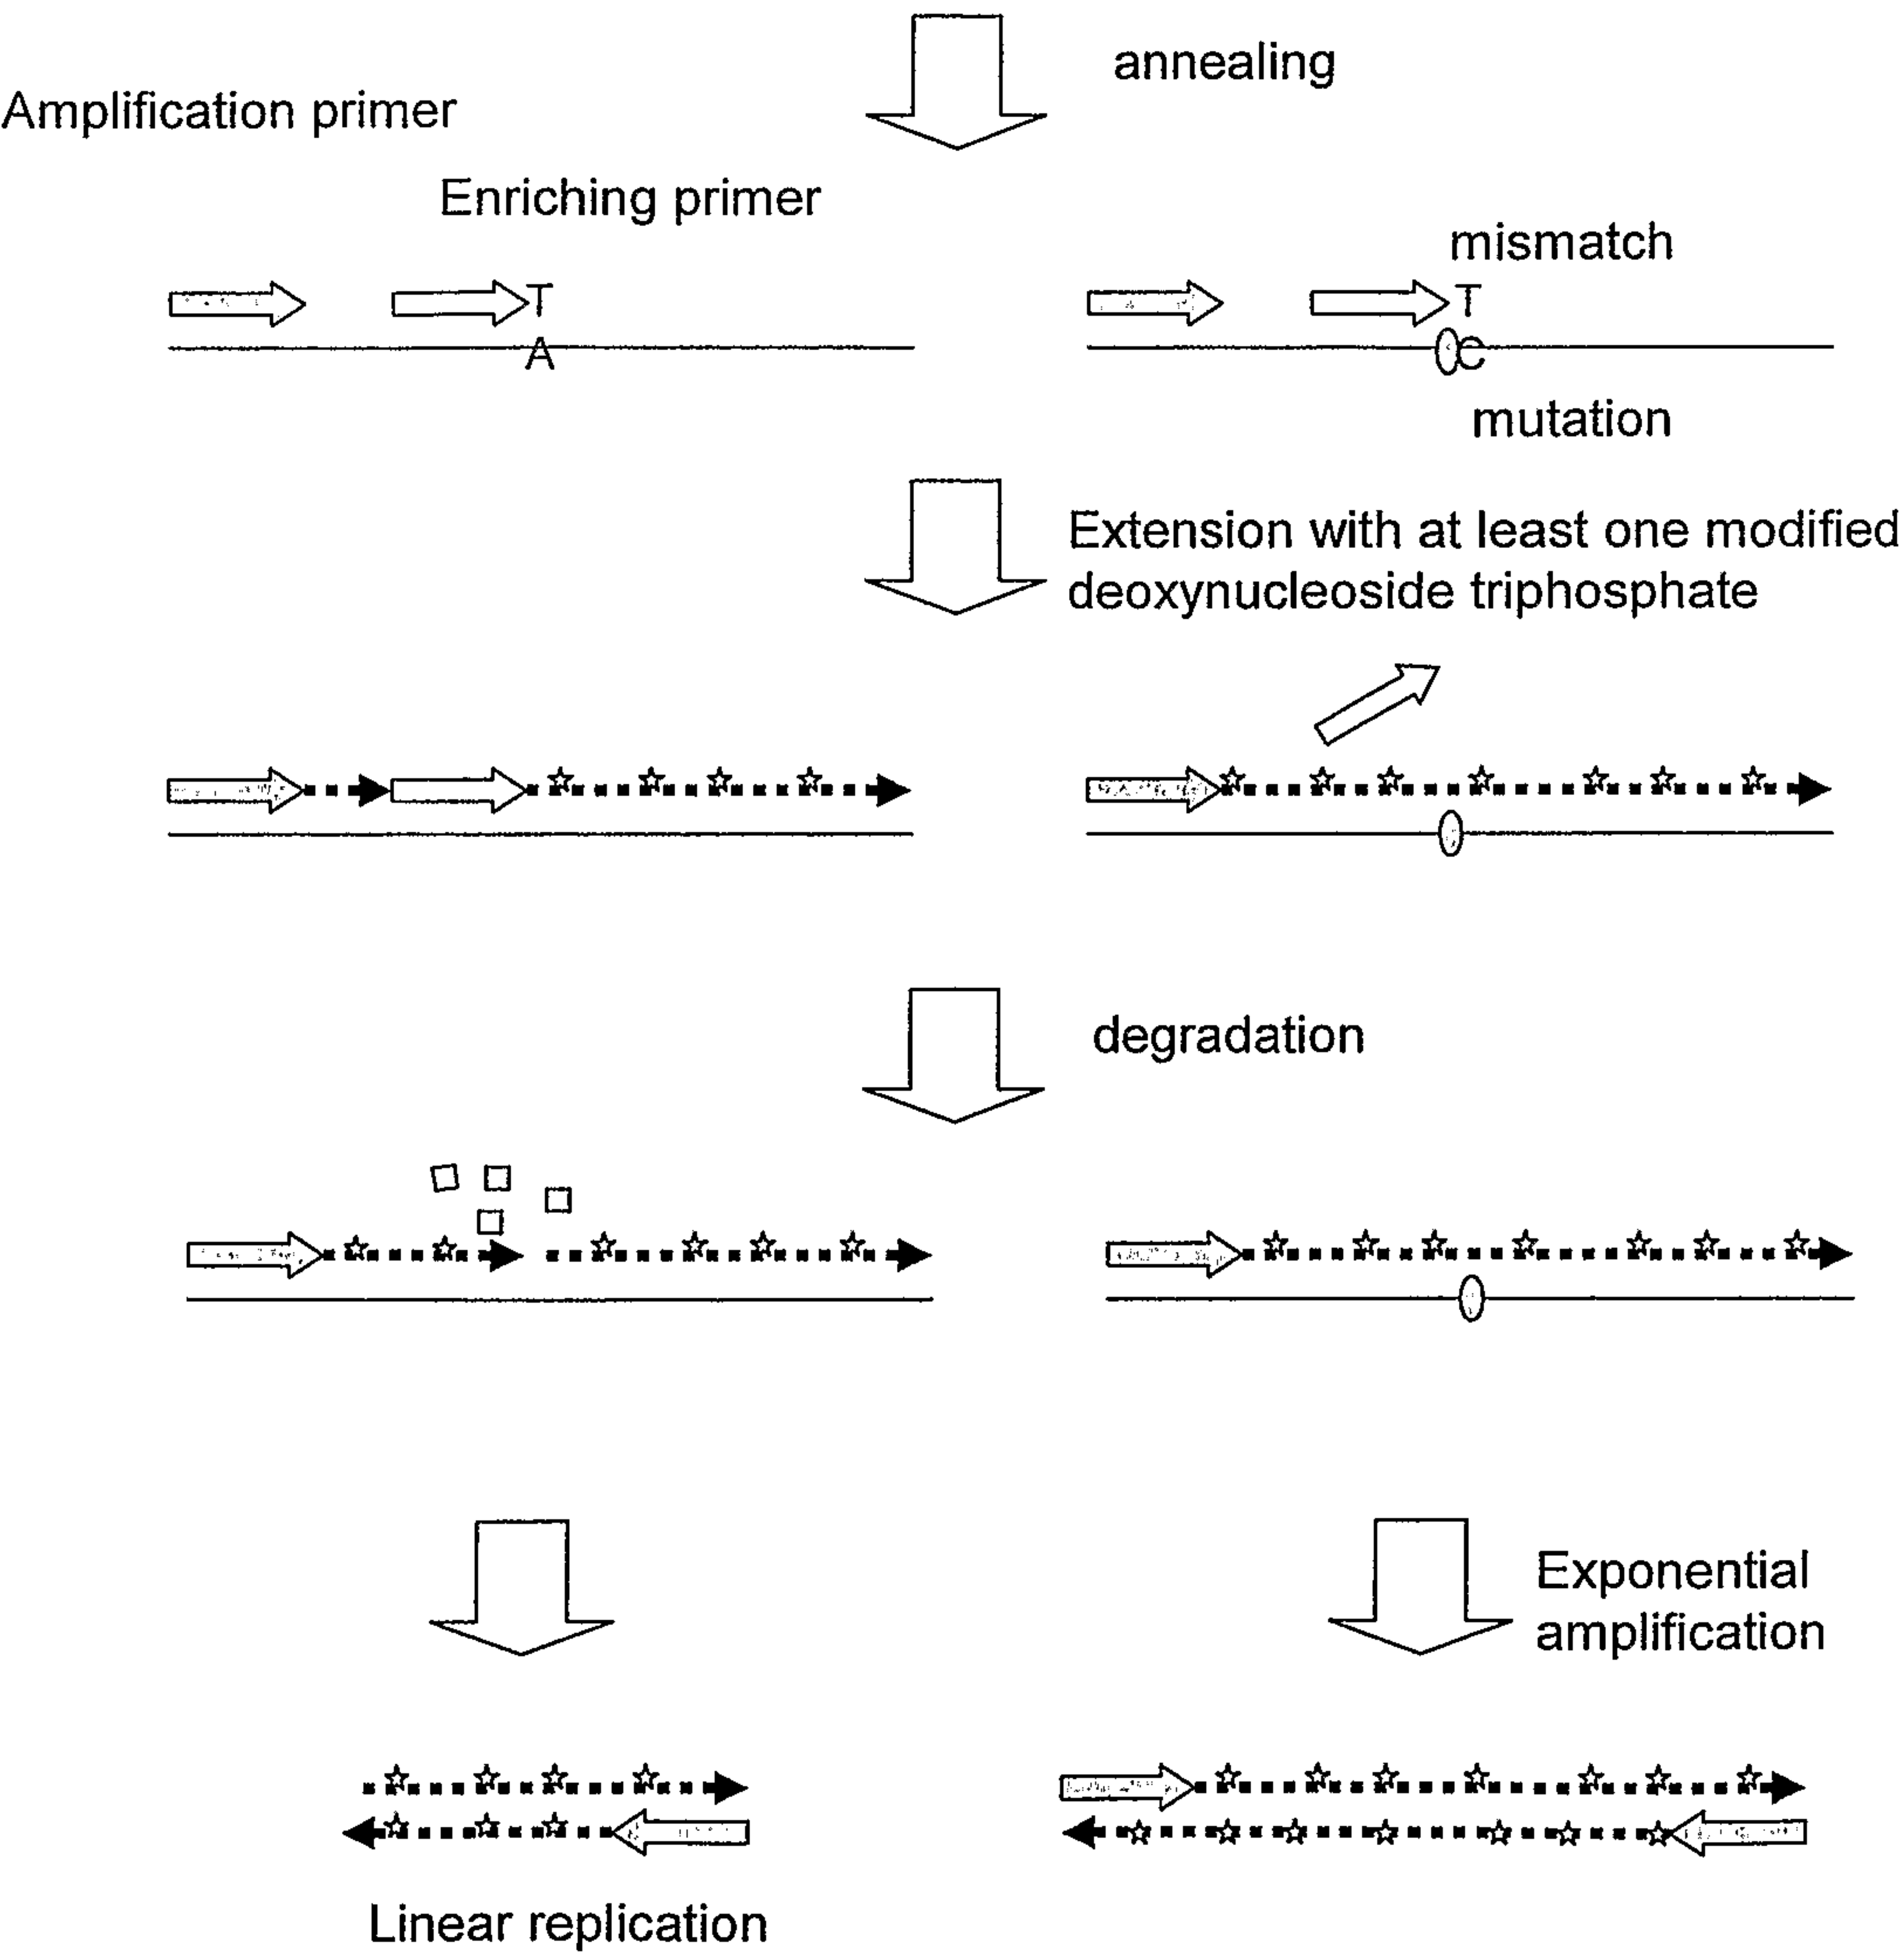 annealing
Amplification primer
Enriching primer
mismatch
T
T
A
C
mutation
Extension with at least one modified
deoxynucleoside triphosphate
degradation
Exponential
amplification
Linear replication